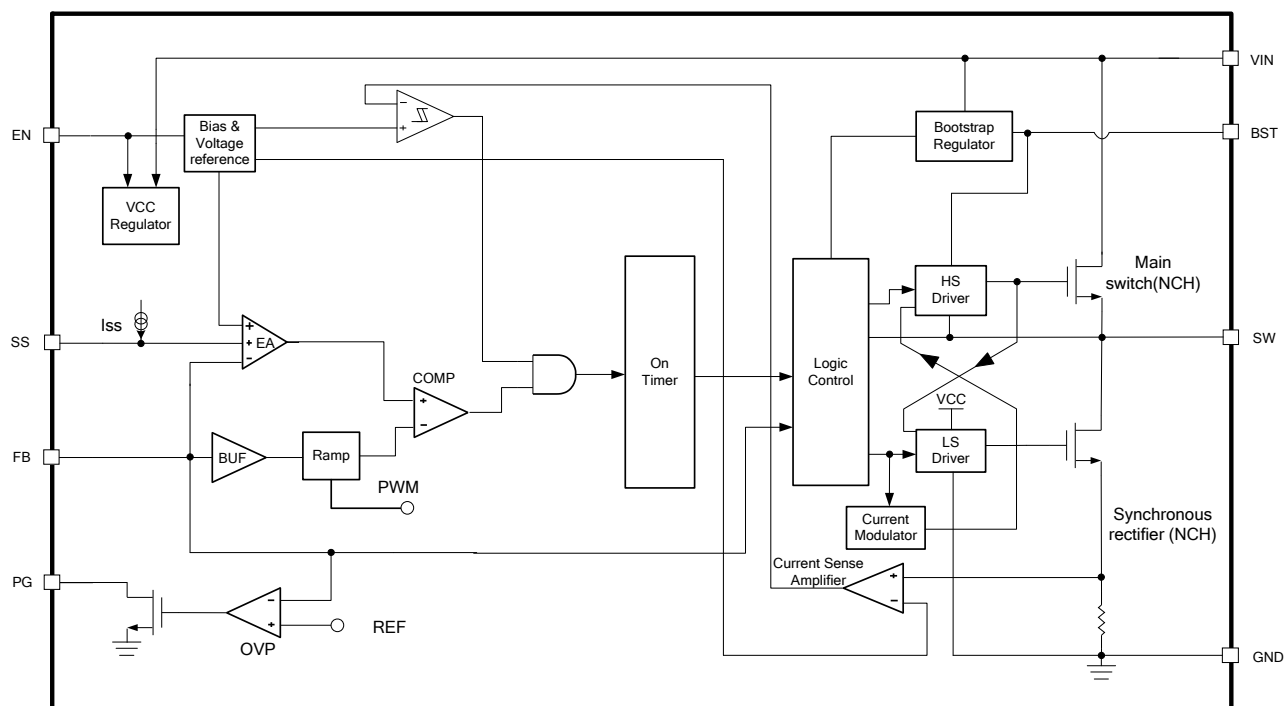 VIN
EN
Bias &
Voltage
reference
−
+
Bootstrap
Regulator
BST
VCC
Regulator
HS
Driver
Main
switch(NCH)
Iss
SS
+
+
−
EA
On
Timer
Logic
Control
SW
COMP
+
−
VCC
FB
BUF
Ramp
LS
Driver
PWM
Current
Modulator
Synchronous
rectifier (NCH)
Current Sense
Amplifier
PG
+
−
−
+
REF
OVP
GND